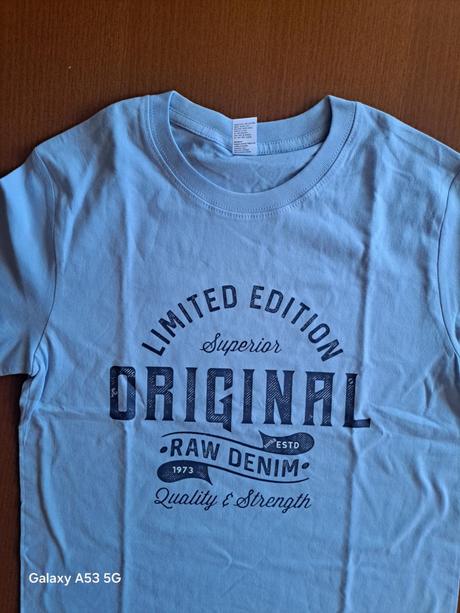 LIMITED EDITION
Superior
ORIGINAL
ESTD
•RAW DENIM•
1973
Quality & Strength
Galaxy A53 5G